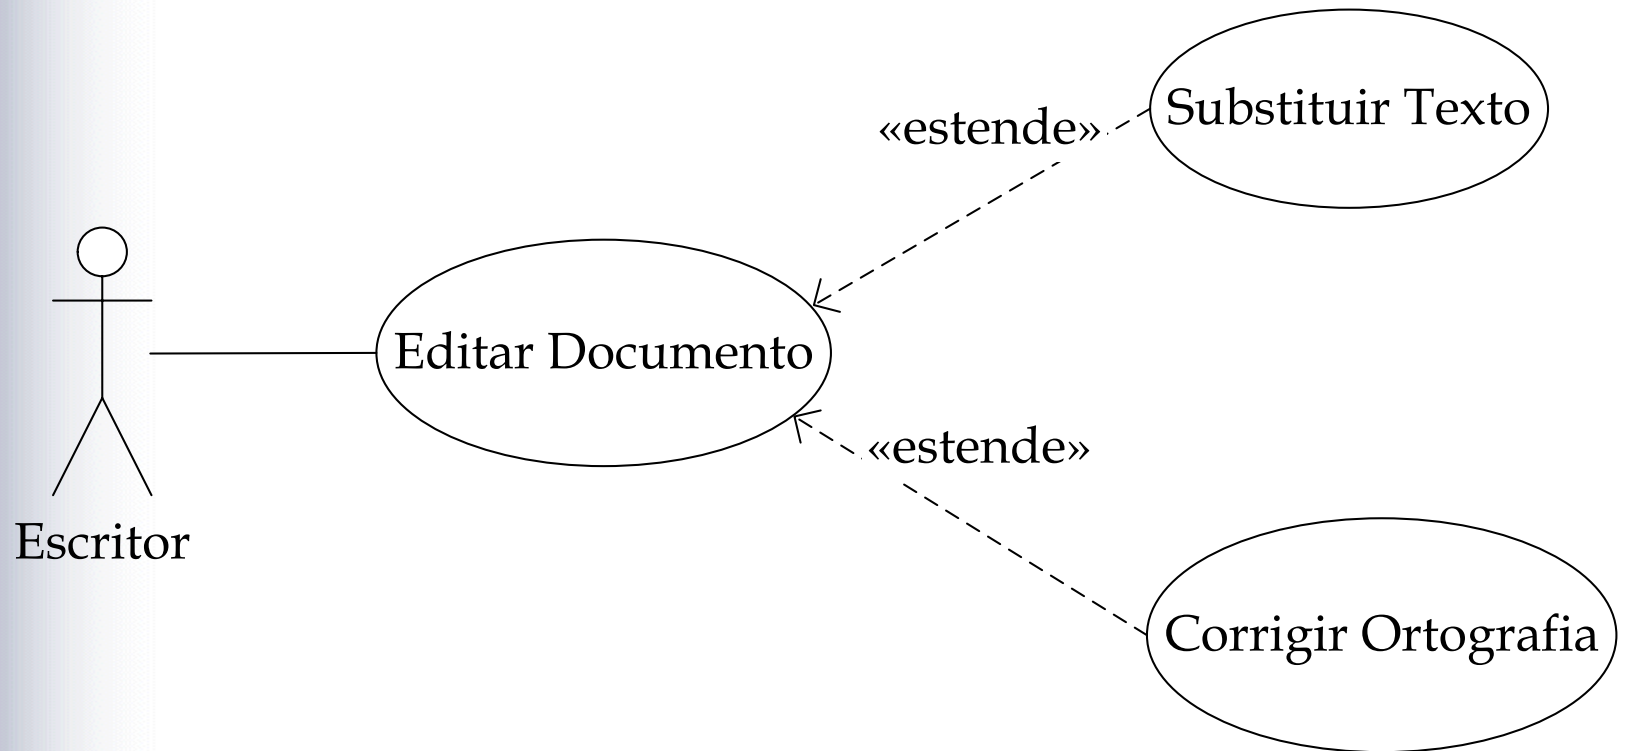 Substituir Texto
«estende»
Editar Documento
«estende»
Escritor
Corrigir Ortografia